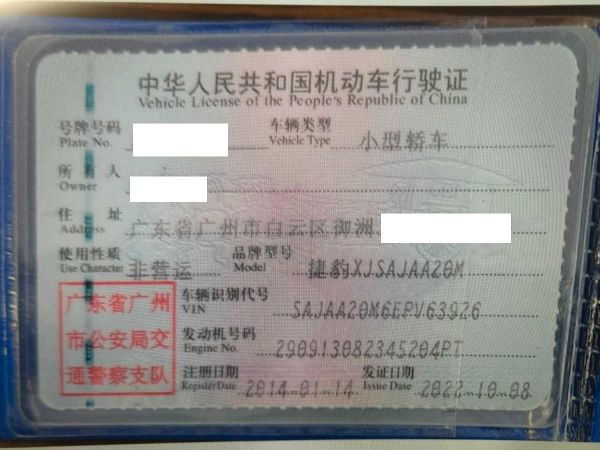 中华人民共和国机动车行驶证
Vehicle License of the People's Republic of China
号牌号码 车辆类型 小型轿车
Plate No. Vehicle Type
所有人
Owner
住址 广东省广州市白云区御洲
Address
使用性质 非营运 品牌型号 捷豹XJSAJAA20M
Use Character Model
广东省广州
市公安局交
通警察支队
车辆识别代号 SAJAA20M6EPV63926
VIN
发动机号码 290913082345204PT
Engine No.
注册日期 2014-01-14 发证日期 2022-10-08
Register Date Issue Date